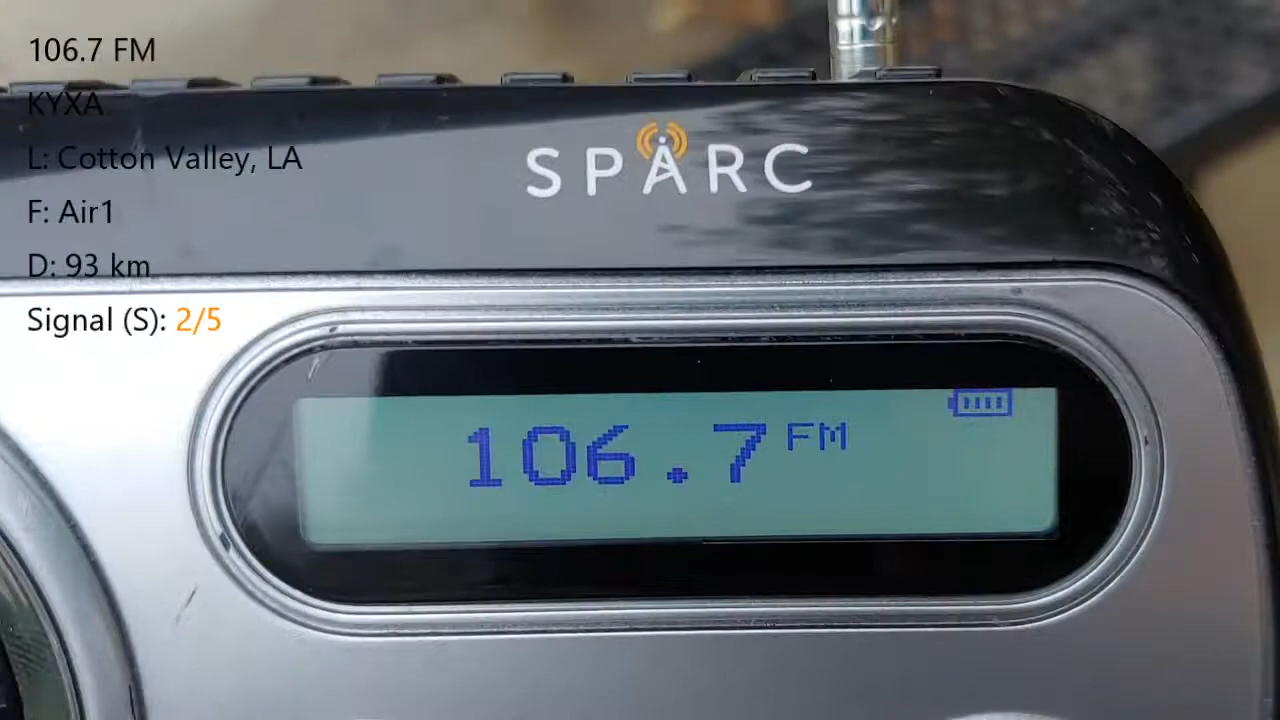 106.7 FM
KYXA
L: Cotton Valley, LA
F: Air1
D: 93 km
Signal (S): 2/5
SPARC
106.7 FM